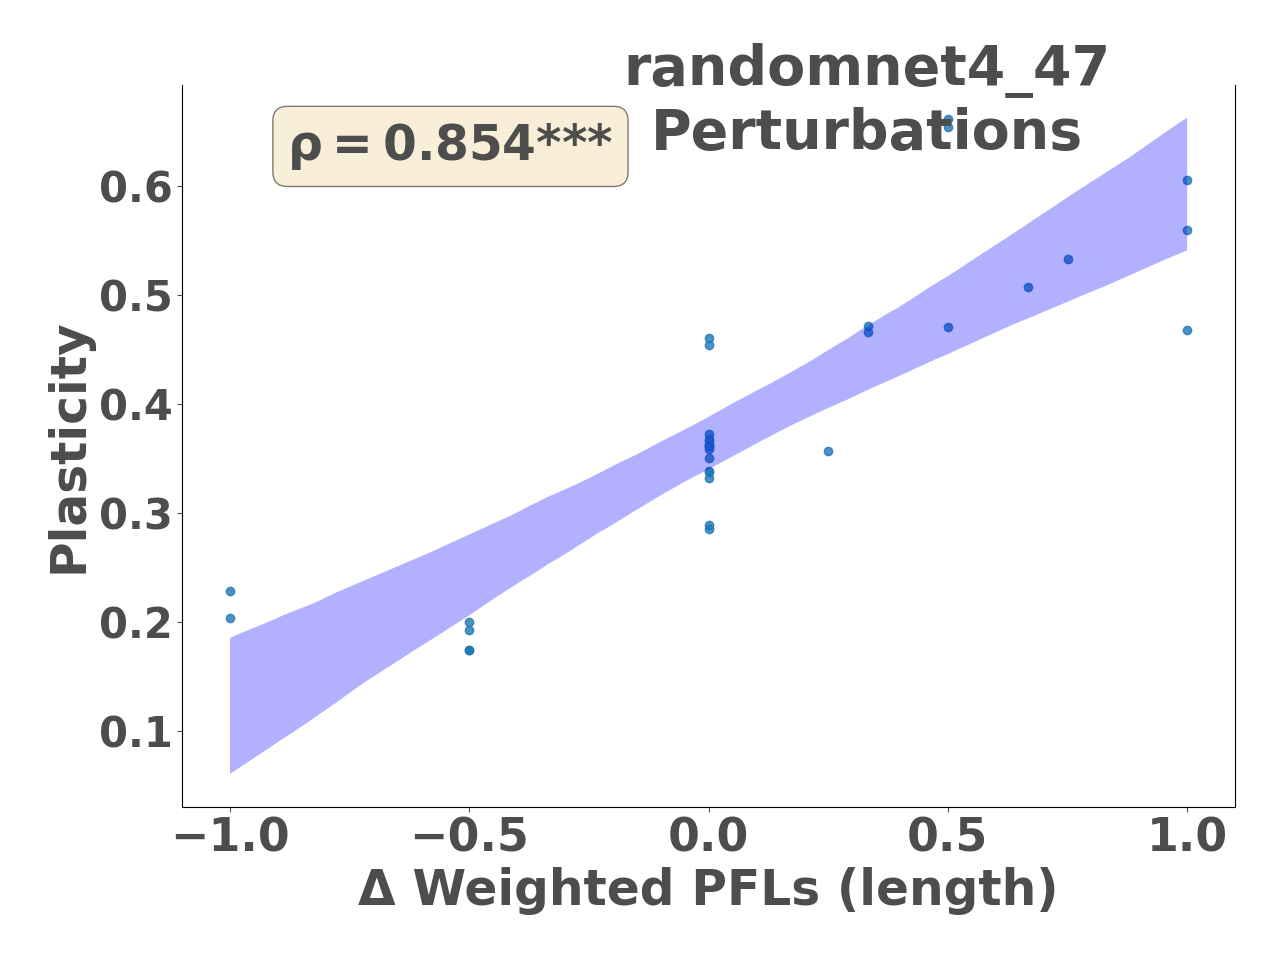 randomnet4_47
Perturbations
ρ = 0.854***
Plasticity
0.6
0.5
0.4
0.3
0.2
0.1
−1.0 −0.5 0.0 0.5 1.0
Δ Weighted PFLs (length)